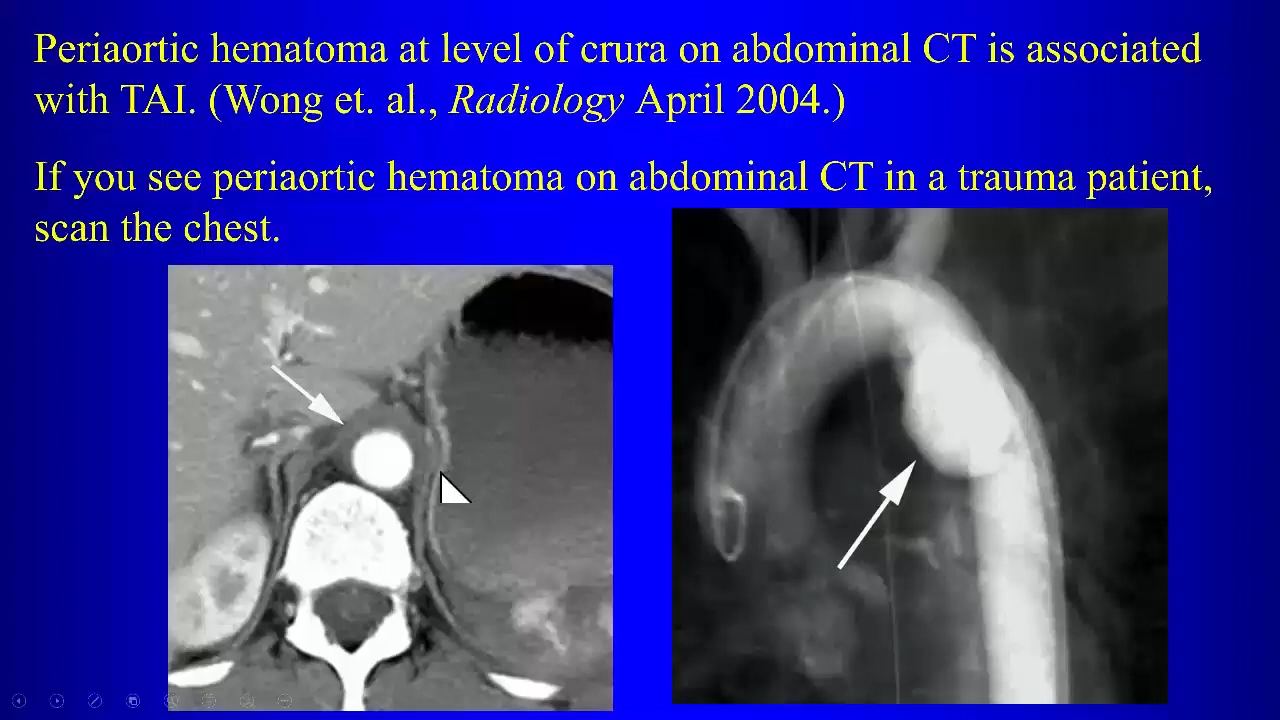 Periaortic hematoma at level of crura on abdominal CT is associated
with TAI. (Wong et. al., Radiology April 2004.)
If you see periaortic hematoma on abdominal CT in a trauma patient,
scan the chest.